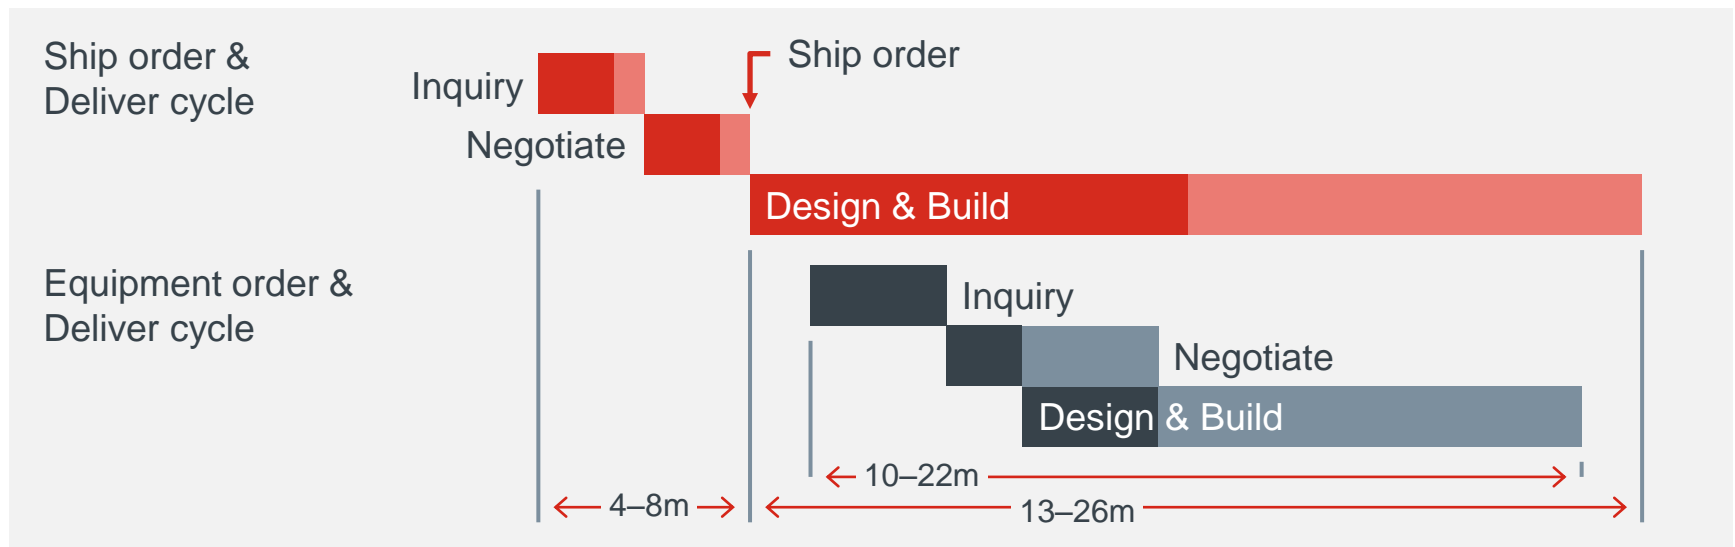 Ship order &
Deliver cycle
Ship order
Inquiry
Negotiate
Design & Build
Equipment order &
Deliver cycle
Inquiry
Negotiate
Design & Build
10–22m
4–8m
13–26m